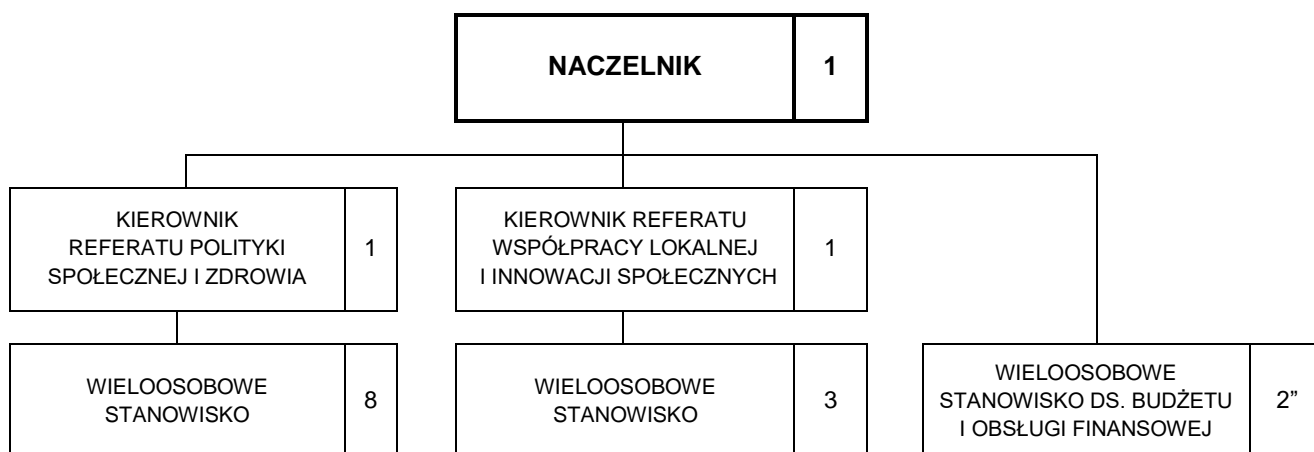 NACZELNIK 1
KIEROWNIK
REFERATU POLITYKI
SPOŁECZNEJ I ZDROWIA
1
KIEROWNIK REFERATU
WSPÓŁPRACY LOKALNEJ
I INNOWACJI SPOŁECZNYCH
1
WIELOOSOBOWE
STANOWISKO
8
WIELOOSOBOWE
STANOWISKO
3
WIELOOSOBOWE
STANOWISKO DS. BUDŻETU
I OBSŁUGI FINANSOWEJ
2”